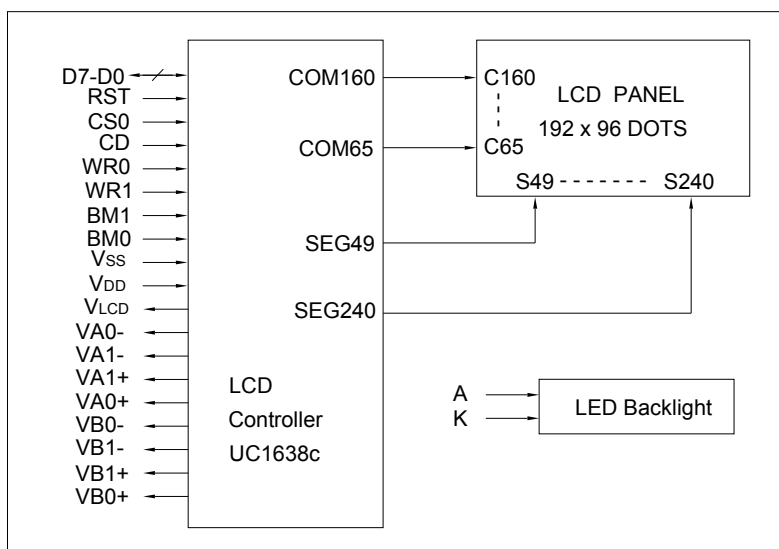 D7-D0
RST
CS0
CD
WR0
WR1
BM1
BM0
VSS
VDD
VLCD
VA0-
VA1-
VA1+
VA0+
VB0-
VB1-
VB1+
VB0+
COM160
COM65
SEG49
SEG240
LCD
Controller
UC1638c
C160
C65
LCD PANEL
192 x 96 DOTS
S49 ------- S240
A
K
LED Backlight